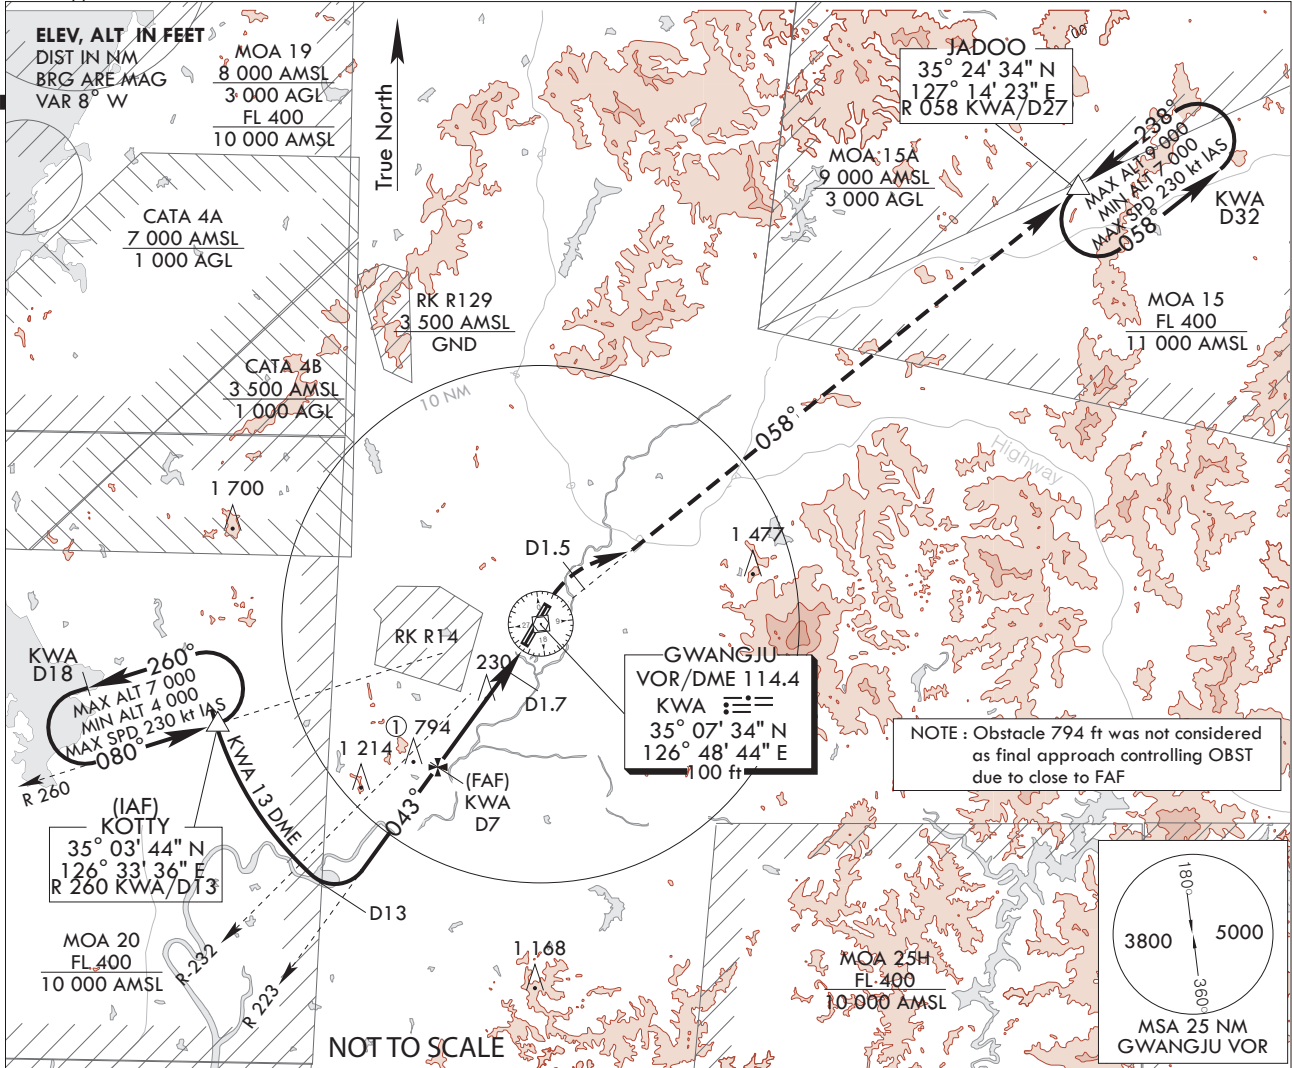 ELEV, ALT IN FEET
DIST IN NM
BRG ARE MAG
VAR 8° W
MOA 19
8 000 AMSL
3 000 AGL
FL 400
10 000 AMSL
True North
JADOO
35° 24' 34" N
127° 14' 23" E
R 058 KWA/D27
238°
MAX ALT 9 000
MIN ALT 7 000
MAX SPD 230 kt IAS
058°
KWA
D32
MOA 15A
9 000 AMSL
3 000 AGL
CATA 4A
7 000 AMSL
1 000 AGL
RK R129
3 500 AMSL
GND
MOA 15
FL 400
11 000 AMSL
CATA 4B
3 500 AMSL
1 000 AGL
10 NM
058°
Highway
1 700
1 477
D1.5
27
9
18
RK R14
KWA
D18
260°
MAX ALT 7 000
MIN ALT 4 000
MAX SPD 230 kt IAS
080°
R 260
230
D1.7
GWANGJU
VOR/DME 114.4
KWA
35° 07' 34" N
126° 48' 44" E
100 ft
1 794
1 214
(FAF)
KWA
D7
043°
KWA 13 DME
NOTE : Obstacle 794 ft was not considered
as final approach controlling OBST
due to close to FAF
(IAF)
KOTTY
35° 03' 44" N
126° 33' 36" E
R 260 KWA/D13
D13
R 232
R 223
MOA 20
FL 400
10 000 AMSL
1 168
MOA 25H
FL 400
10 000 AMSL
180°
3800
5000
360°
MSA 25 NM
GWANGJU VOR
NOT TO SCALE